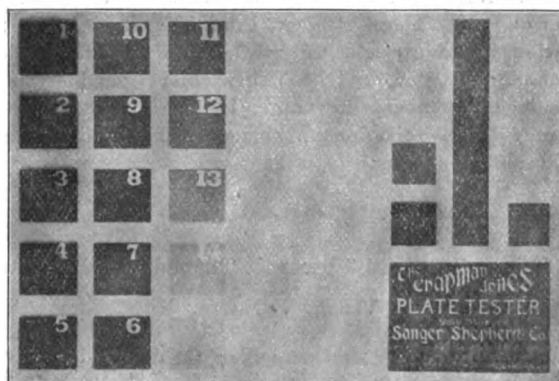 1 10 11
2 9 12
3 8 13
4 7 14
5 6
The
Chapman
Jones
PLATE TESTER
Sanger Shepherd & Co.